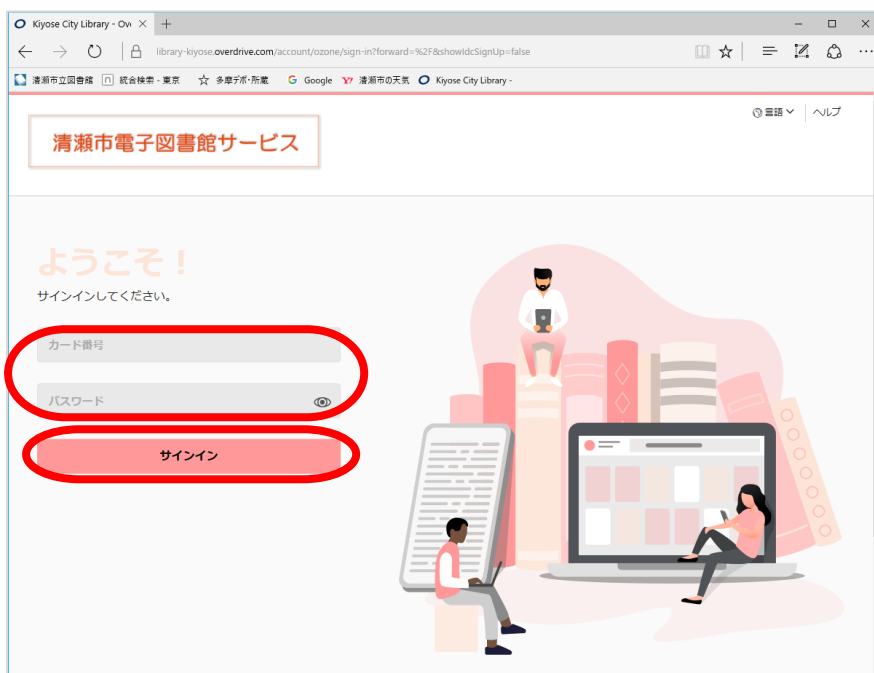 Kiyose City Library - Ov
library-kiyose.overdrive.com/account/ozone/sign-in?forward=%2F&showIdcSignUp=false
清瀬市立図書館 統合検索 - 東京 多摩デポ・所蔵 Google 清瀬市の天気 Kiyose City Library -
言語 ヘルプ
清瀬市電子図書館サービス
ようこそ！
サインインしてください。
カード番号
パスワード
サインイン